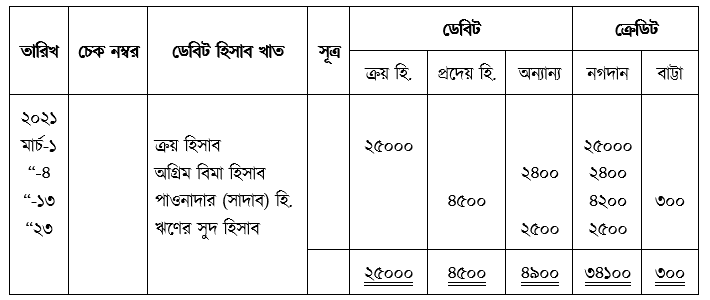 তারিখ চেক নম্বর ডেবিট হিসাব খাত সূত্র ডেবিট ক্রেডিট
ক্রয় হি. প্রদেয় হি. অন্যান্য নগদান বাট্টা
২০২১
মার্চ-১ ক্রয় হিসাব ২৫০০০ ২৫০০০
“-৪ অগ্রিম বিমা হিসাব ২৪০০ ২৪০০
“-১৩ পাওনাদার (সাদাব) হি. ৪৫০০ ৪২০০ ৩০০
“২৩ ঋণের সুদ হিসাব ২৫০০ ২৫০০
২৫০০০ ৪৫০০ ৪৯০০ ৩৪১০০ ৩০০